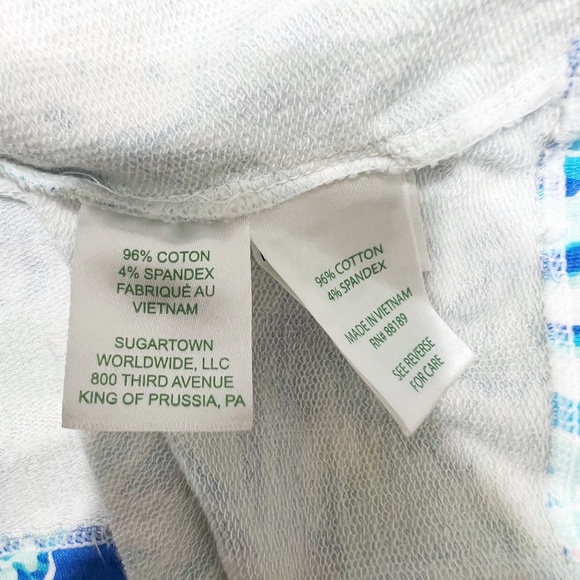 96% COTON
4% SPANDEX
FABRIQUÉ AU
VIETNAM
SUGARTOWN
WORLDWIDE, LLC
800 THIRD AVENUE
KING OF PRUSSIA, PA
96% COTTON
4% SPANDEX
MADE IN VIETNAM
RN# 88189
SEE REVERSE
FOR CARE